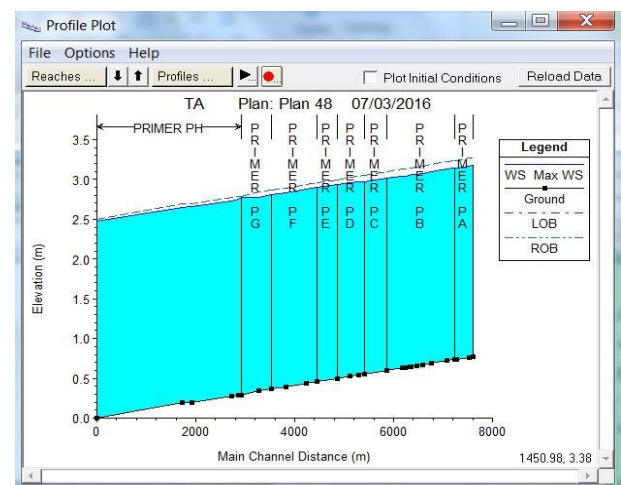 Profile Plot
File Options Help
Reaches ... Profiles ... Plot Initial Conditions Reload Data
TA Plan: Plan 48 07/03/2016
PRIMER PH
PRIMER PG
PRIMER PF
PRIMER PE
PRIMER PD
PRIMER PC
PRIMER PB
PRIMER PA
Legend
WS Max WS
Ground
LOB
ROB
Elevation (m)
3.5
3.0
2.5
2.0
1.5
1.0
0.5
0.0
0 2000 4000 6000 8000
Main Channel Distance (m)
1450.98, 3.38